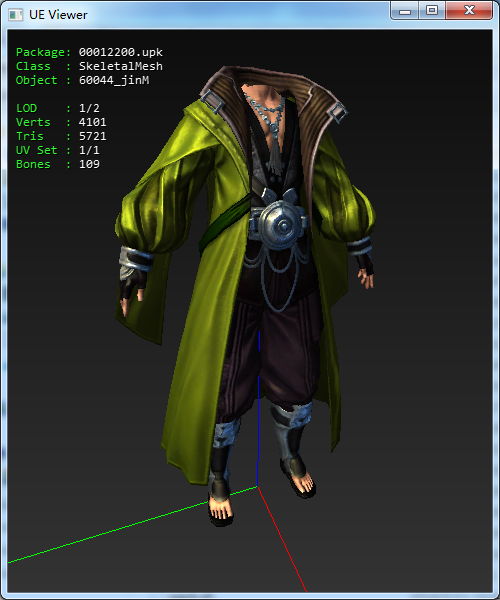 UE Viewer
Package: 00012200.upk
Class : SkeletalMesh
Object : 60044_jinM
LOD : 1/2
Verts : 4101
Tris : 5721
UV Set : 1/1
Bones : 109